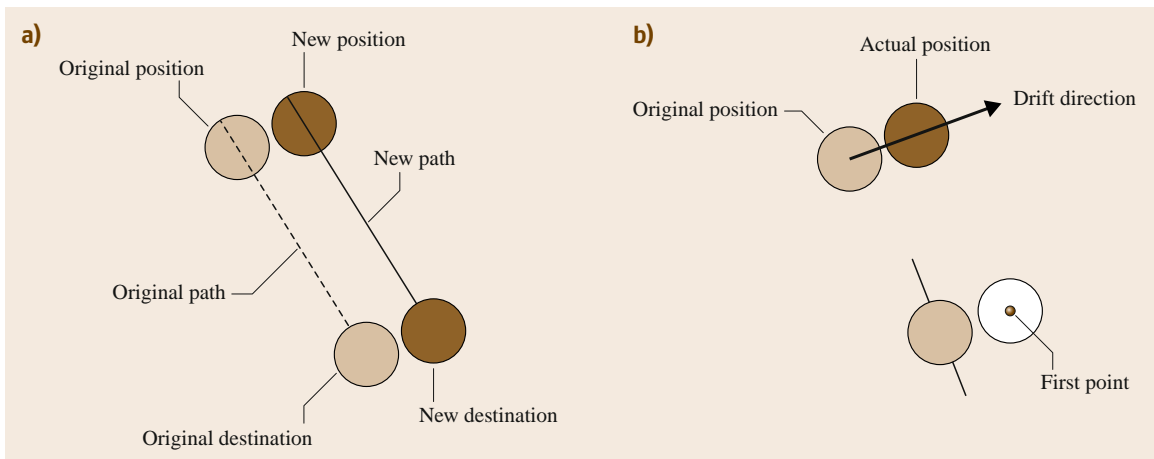 a)
New position
Original position
New path
Original path
New destination
Original destination
b)
Actual position
Drift direction
Original position
First point